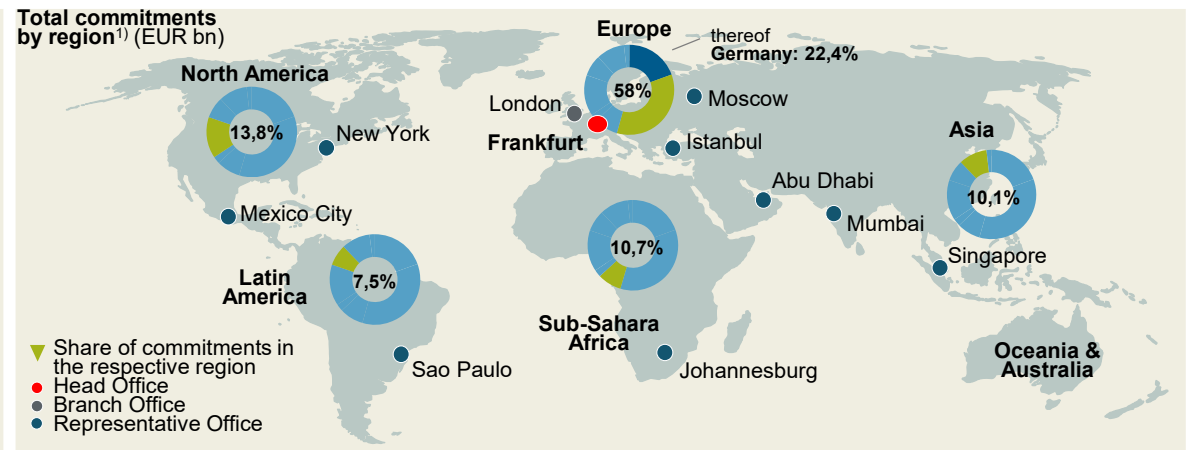 Total commitments
by region1) (EUR bn)
North America
13,8%
New York
Mexico City
Latin
America
7,5%
Sao Paulo
Europe
thereof
Germany: 22,4%
58%
London
Frankfurt
Moscow
Istanbul
Abu Dhabi
Mumbai
Asia
10,1%
Singapore
10,7%
Sub-Sahara
Africa
Johannesburg
Oceania &
Australia
Share of commitments in
the respective region
Head Office
Branch Office
Representative Office